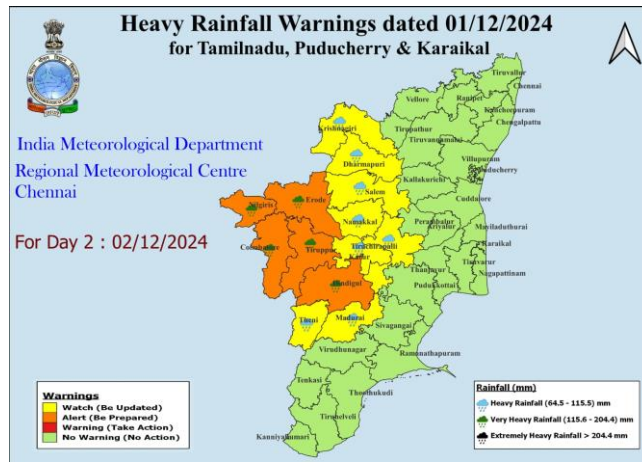 Heavy Rainfall Warnings dated 01/12/2024
for Tamilnadu, Puducherry & Karaikal
India Meteorological Department
Regional Meteorological Centre
Chennai
For Day 2 : 02/12/2024
Tiruvallur
Chennai
Vellore
Ranipet
Kancheepuram
Chengalpattu
Krishnagiri
Tirupathur
Tiruvannamalai
Dharmapuri
Villupuram
Puducherry
Salem
Kallakurichi
Cuddalore
Nilgiris
Erode
Namakkal
Perambalur
Ariyalur
Mayiladuthurai
Coimbatore
Tiruppur
Tiruchirapalli
Karur
Karaikal
Tiruvarur
Thanjavur
Nagapattinam
Dindigul
Pudukkottai
Theni
Madurai
Sivagangai
Virudhunagar
Ramanathapuram
Tenkasi
Thoothukudi
Tirunelveli
Kanniyakumari
Warnings
Watch (Be Updated)
Alert (Be Prepared)
Warning (Take Action)
No Warning (No Action)
Rainfall (mm)
Heavy Rainfall (64.5 - 115.5) mm
Very Heavy Rainfall (115.6 - 204.4) mm
Extremely Heavy Rainfall > 204.4 mm